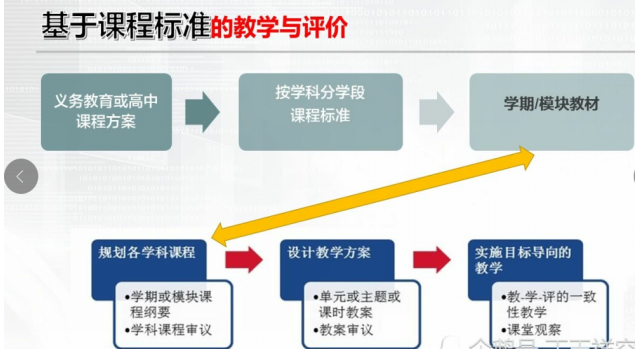 基于课程标准的教学与评价
义务教育或高中
课程方案
按学科分学段
课程标准
学期/模块教材
规划各学科课程
•学期或模块课
程纲要
•学科课程审议
设计教学方案
•单元或主题或
课时教案
•教案审议
实施目标导向的
教学
•教-学-评的一致
性教学
•课堂观察